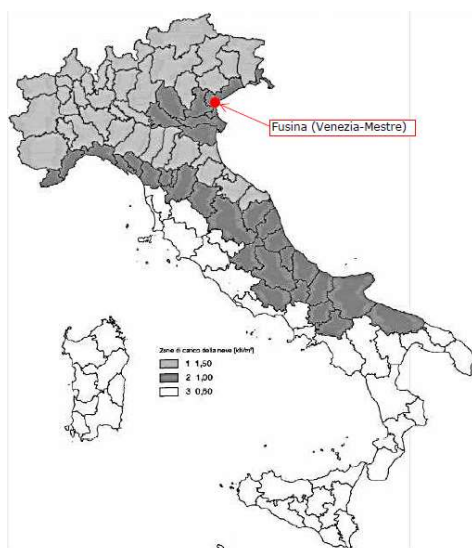 Fusina (Venezia-Mestre)
Zone di carico della neve [kN/m²]
1 1,50
2 1,00
3 0,50